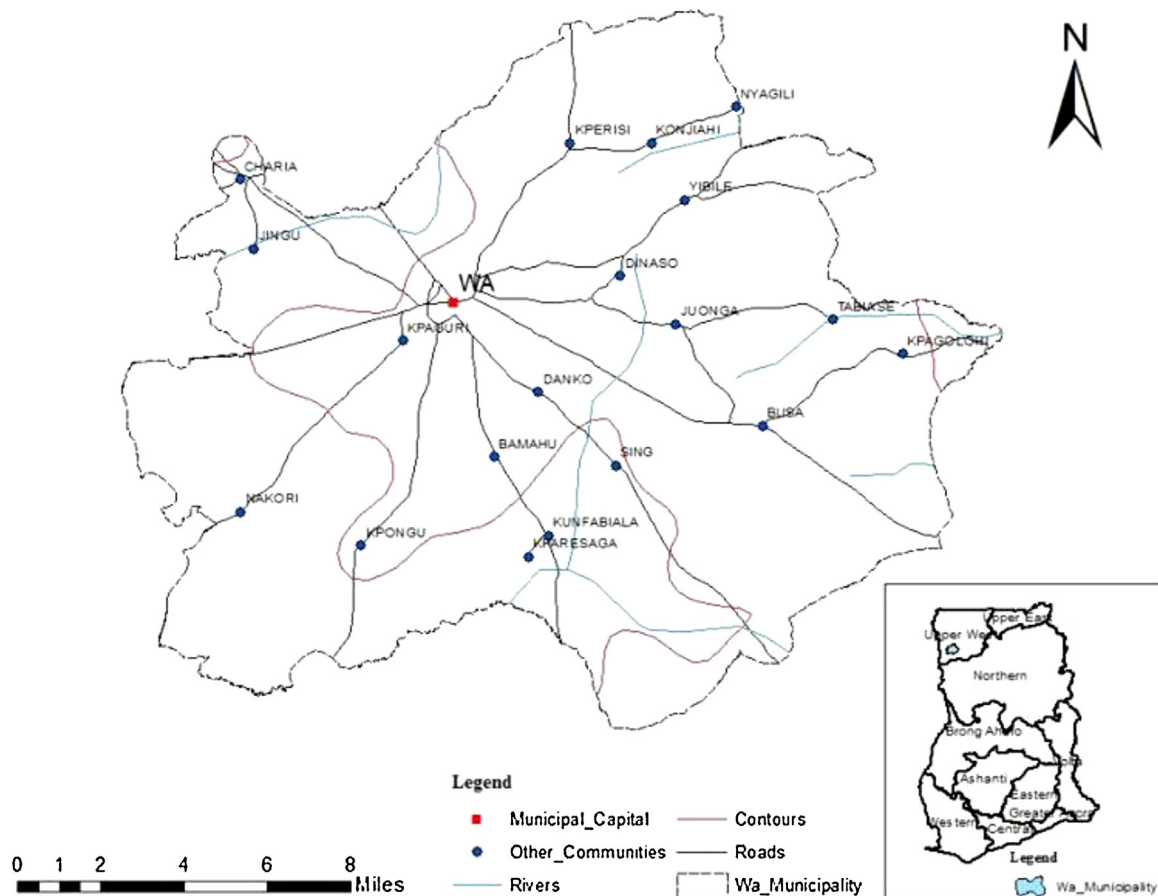 N
NYAGILI
KPERISI
KONJIAHI
CHARIA
YIBILE
JINGU
DINASO
WA
JUONGA
TABIASE
KPAGURI
KPAGOLOIHI
DANKO
BUSA
BAMAHU
SING
NAKORI
KUNFABIALA
KPONGU
KPARESAGA
Upper East
Upper West
Northern
Brong Ahafo
Volta
Ashanti
Eastern
Greater Accra
Western
Central
Legend
Wa_Municipality
Legend
Municipal_Capital
Contours
Other_Communities
Roads
Rivers
Wa_Municipality
0 1 2 4 6 8
Miles